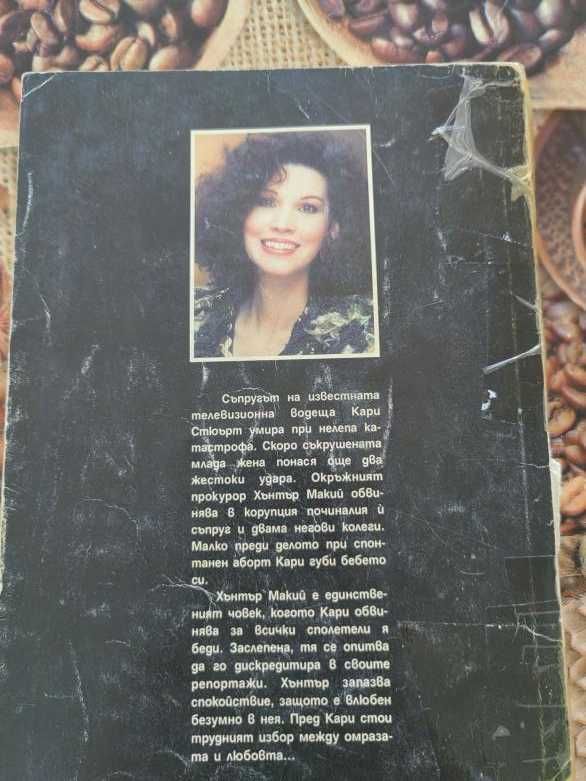 Съпругът на известната
телевизионна водеща Кари
Стюърт умира при нелепа ка-
тастрофа. Скоро съкрушената
млада жена понася още два
жестоки удара. Окръжният
прокурор Хънтър Макий обви-
нява в корупция починалия ѝ
съпруг и двама негови колеги.
Малко преди делото при спон-
танен аборт Кари губи бебето
си.
Хънтър Макий е единстве-
ният човек, когото Кари обви-
нява за всички сполетели я
беди. Заслепена, тя се опитва
да го дискредитира в своите
репортажи. Хънтър запазва
спокойствие, защото е влюбен
безумно в нея. Пред Кари стои
трудният избор между омраза-
та и любовта...